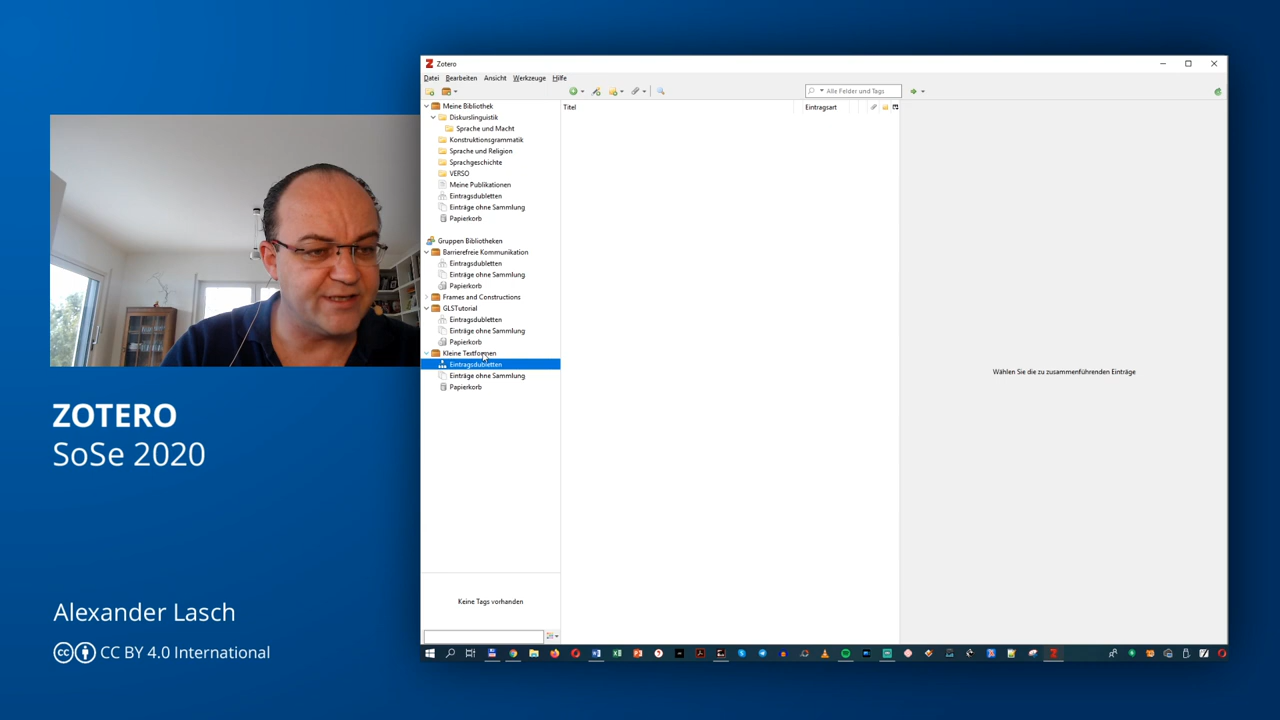 Zotero
Datei Bearbeiten Ansicht Werkzeuge Hilfe
Alle Felder und Tags
Meine Bibliothek
Diskurslinguistik
Sprache und Macht
Konstruktionsgrammatik
Sprache und Religion
Sprachgeschichte
VERSO
Meine Publikationen
Eintragsdubletten
Einträge ohne Sammlung
Papierkorb
Gruppen Bibliotheken
Barrierefreie Kommunikation
Eintragsdubletten
Einträge ohne Sammlung
Papierkorb
Frames and Constructions
GLSTutorial
Eintragsdubletten
Einträge ohne Sammlung
Papierkorb
Kleine Textformen
Eintragsdubletten
Einträge ohne Sammlung
Papierkorb
Keine Tags vorhanden
Titel
Eintragsart
Wählen Sie die zu zusammenführenden Einträge
ZOTERO
SoSe 2020
Alexander Lasch
CC BY 4.0 International